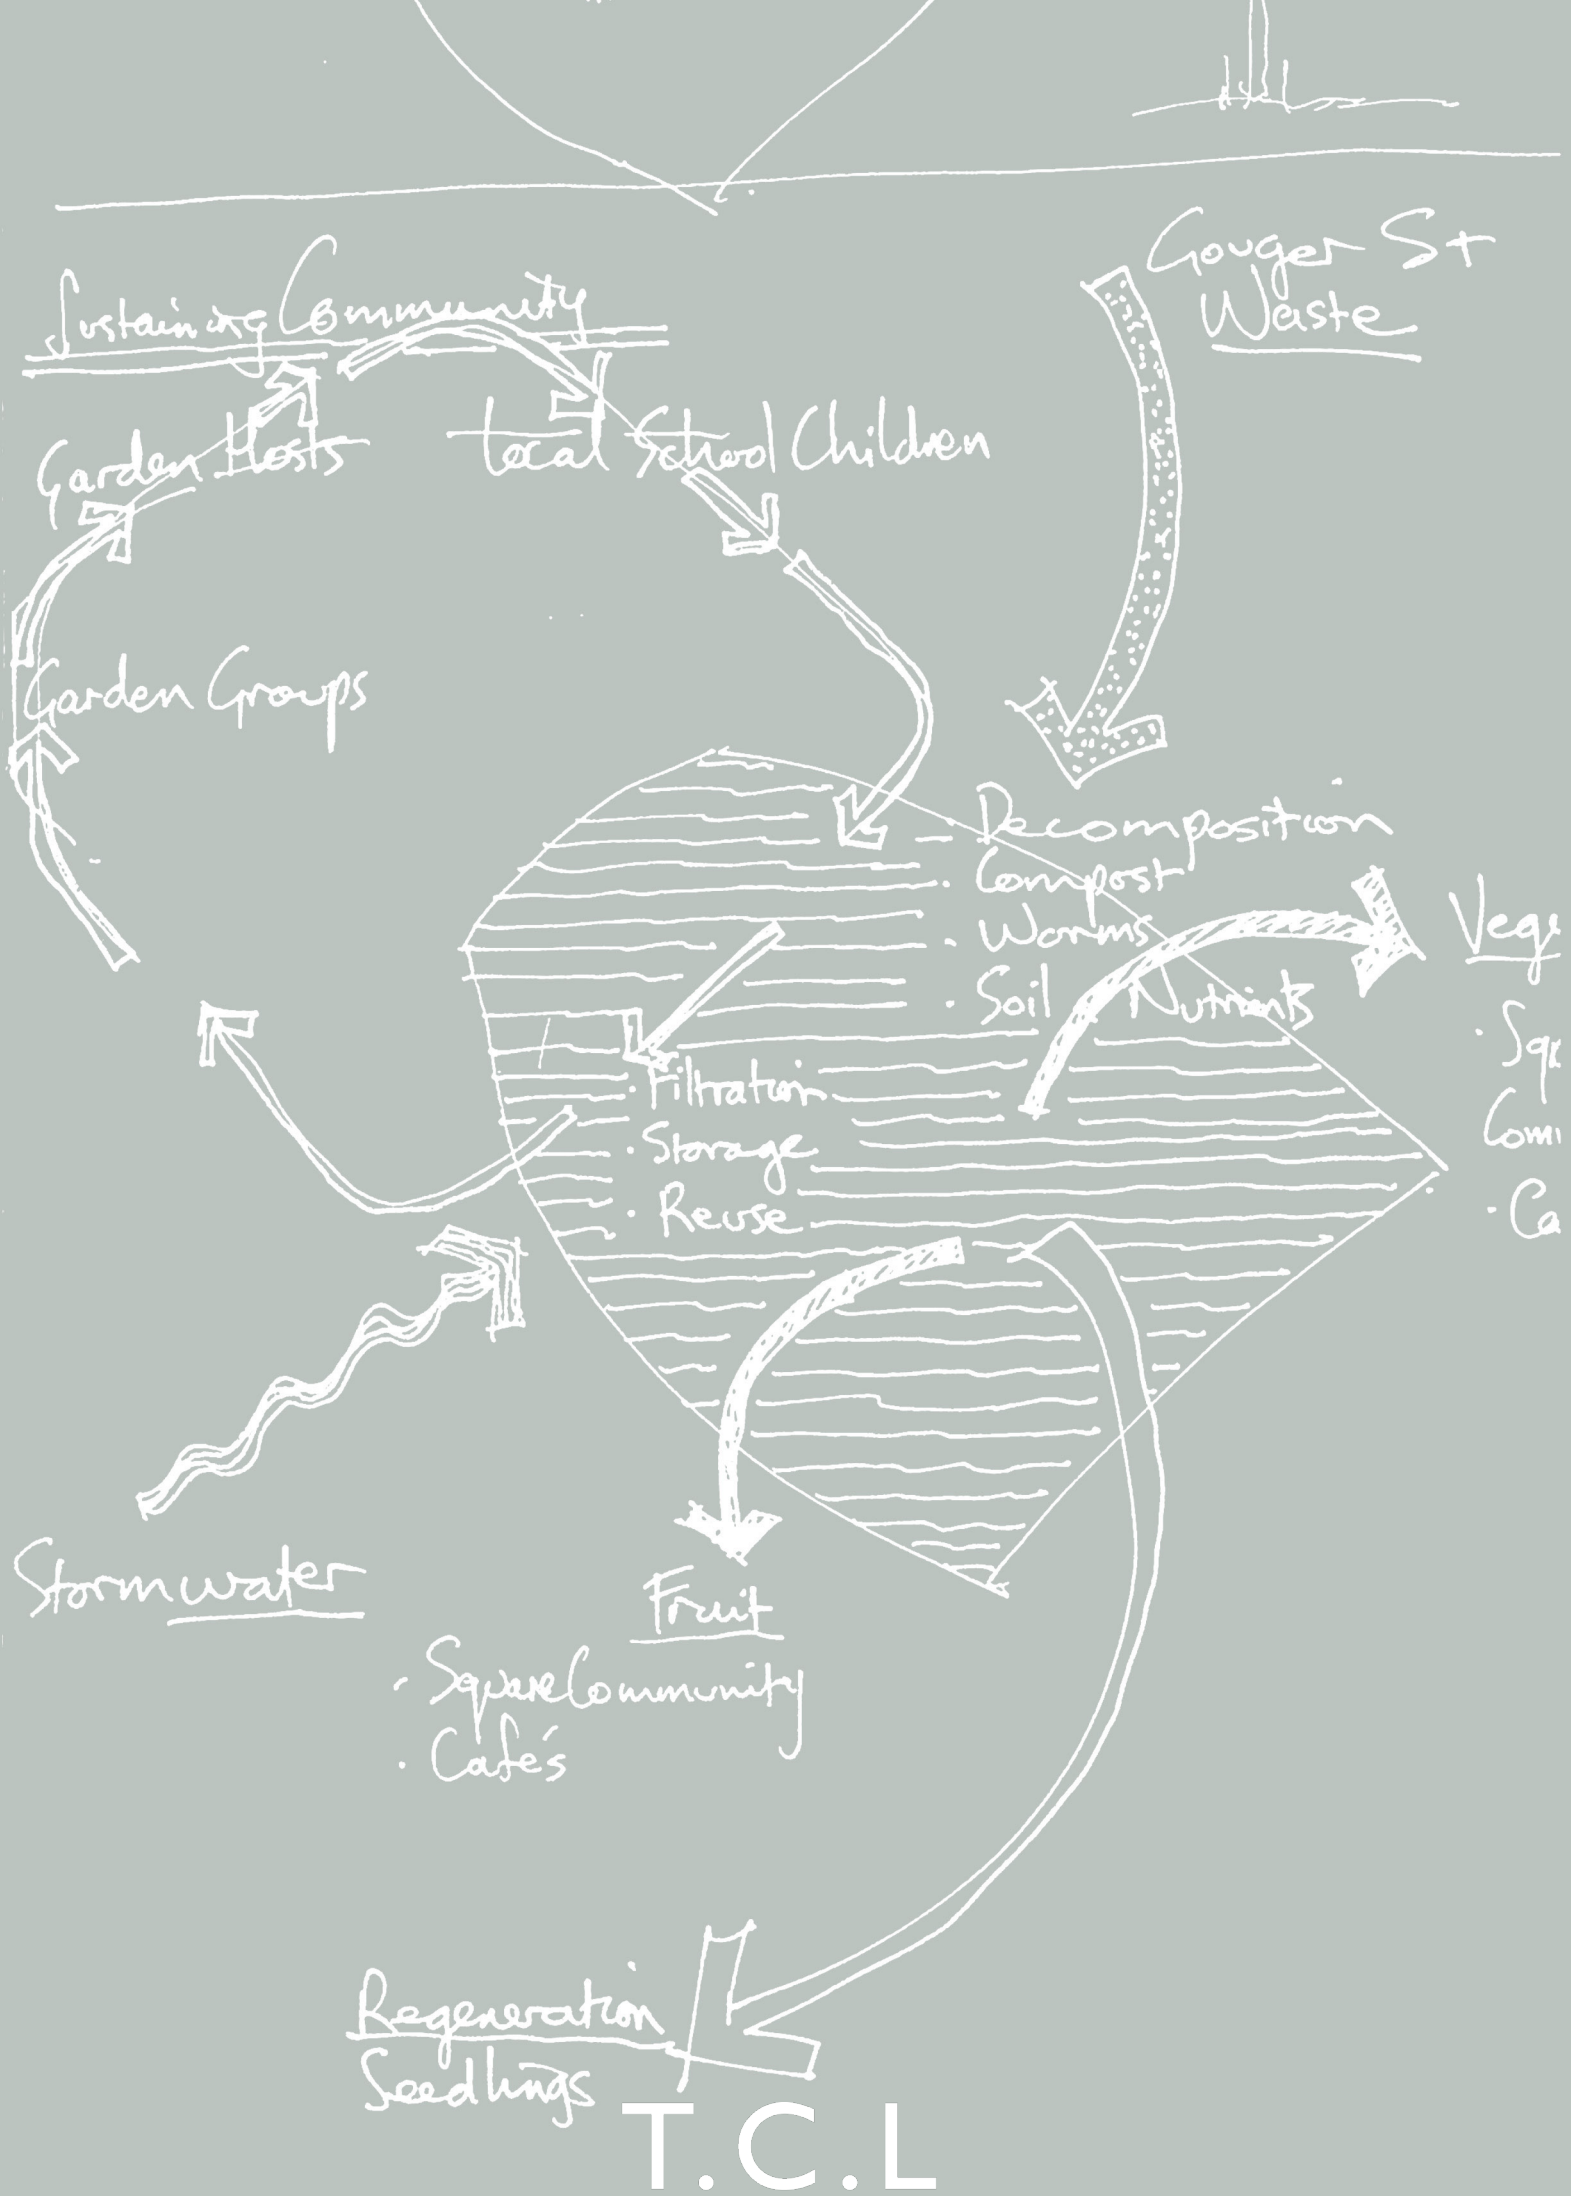 Gouger St
Waste
Sustaining Community
Garden Hosts
Local School Children
Garden Groups
Decomposition
· Compost
· Worms
· Soil Nutrients
· Filtration
· Storage
· Reuse
Stormwater
Fruit
· Square Community
· Cafe's
Regeneration
Seedlings
T.C.L